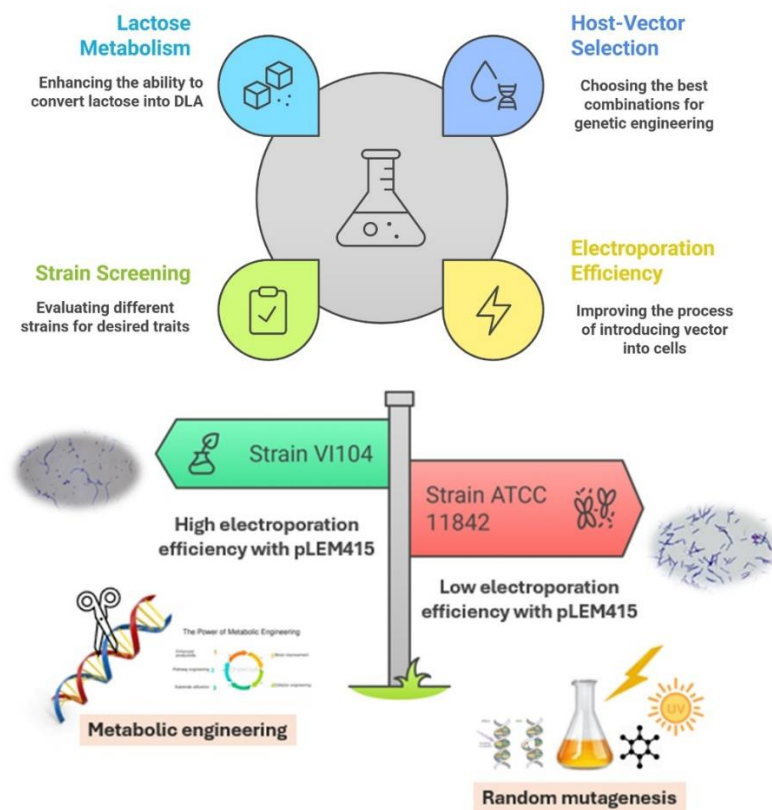 Lactose
Metabolism
Enhancing the ability to
convert lactose into DLA
Host-Vector
Selection
Choosing the best
combinations for
genetic engineering
Strain Screening
Evaluating different
strains for desired traits
Electroporation
Efficiency
Improving the process
of introducing vector
into cells
Strain VI104
High electroporation
efficiency with pLEM415
Strain ATCC
11842
Low electroporation
efficiency with pLEM415
The Power of Metabolic Engineering
Pathway engineering
Metabolic engineering
UV
Random mutagenesis